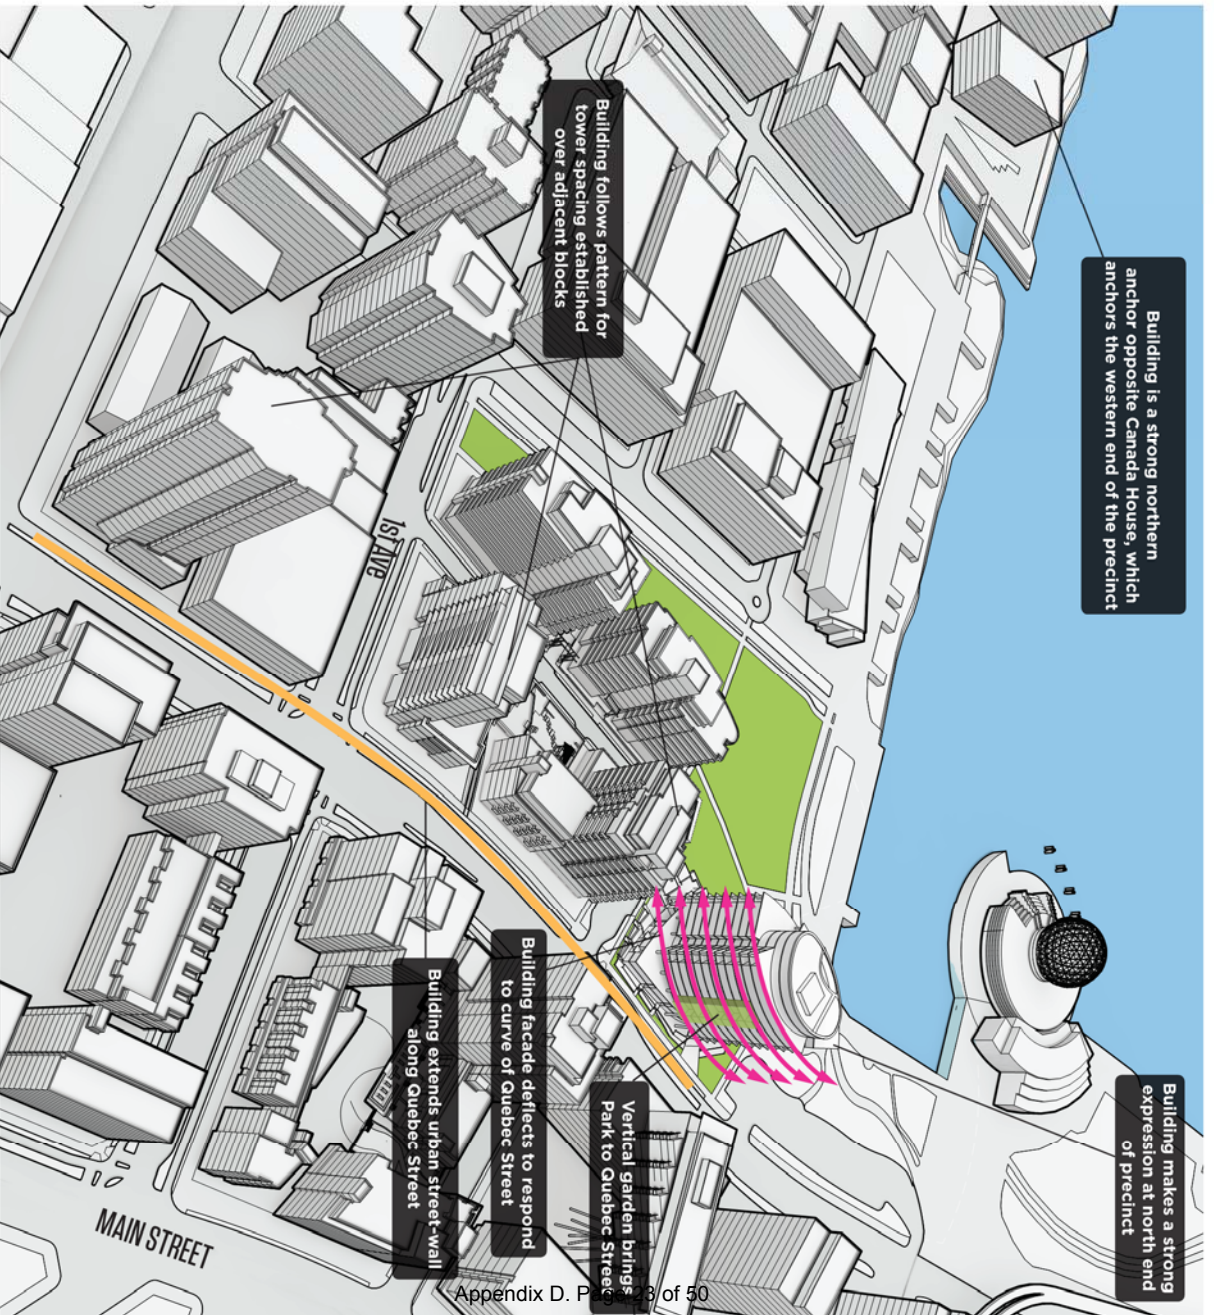 Building is a strong northern
anchor opposite Canada House, which
anchors the western end of the precinct
Building makes a strong
expression at north end
of precinct
Building follows pattern for
tower spacing established
over adjacent blocks
Vertical garden brings
Park to Quebec Street
Building facade deflects to respond
to curve of Quebec Street
Building extends urban street-wall
along Quebec Street
1st Ave
MAIN STREET
Appendix D. Page 23 of 50